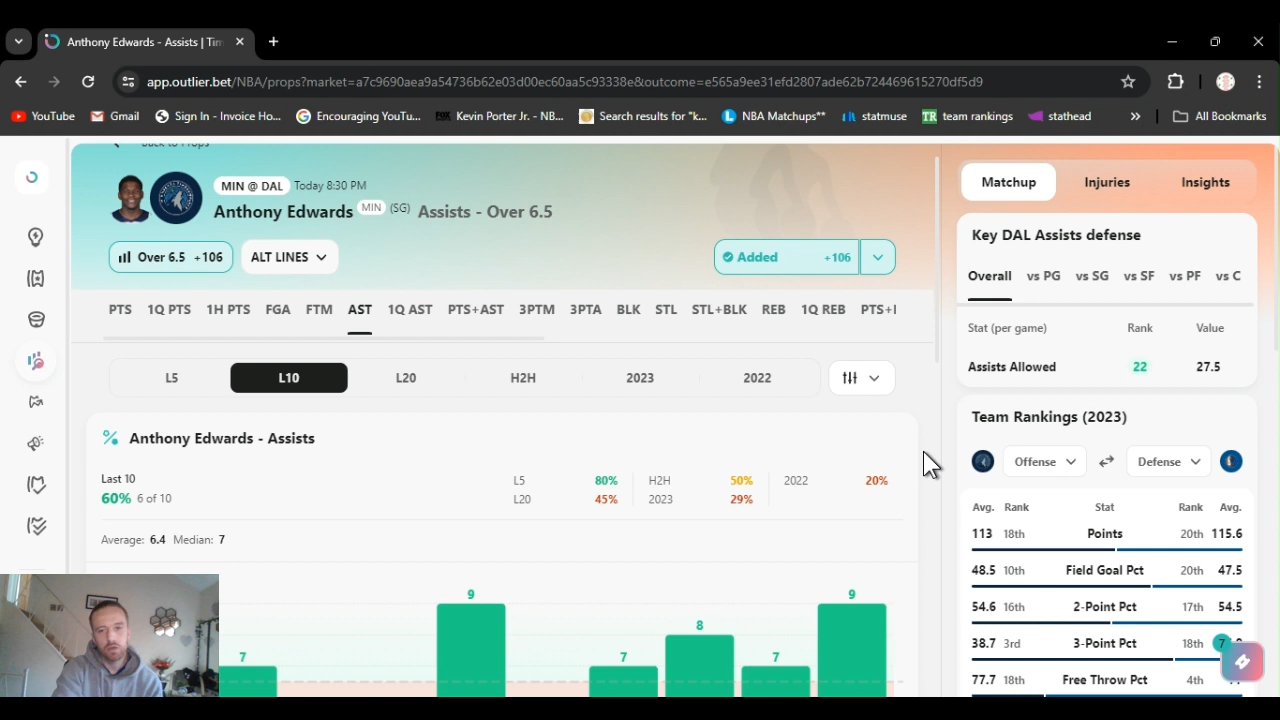 Anthony Edwards - Assists | Tim
app.outlier.bet/NBA/props?market=a7c9690aea9a54736b62e03d00ec60aa5c93338e&outcome=e565a9ee31efd2807ade62b724469615270df5d9
YouTube Gmail Sign In - Invoice Ho... Encouraging YouTu... Kevin Porter Jr. - NB... Search results for "k... NBA Matchups** statmuse TR team rankings stathead » All Bookmarks
Back to Props
MIN @ DAL Today 8:30 PM
Anthony Edwards MIN (SG) Assists - Over 6.5
Over 6.5 +106 ALT LINES Added +106
PTS 1Q PTS 1H PTS FGA FTM AST 1Q AST PTS+AST 3PTM 3PTA BLK STL STL+BLK REB 1Q REB
L5 L10 L20 H2H 2023 2022
% Anthony Edwards - Assists
Last 10
60% 6 of 10
L5 80% H2H 50% 2022 20%
L20 45% 2023 29%
Average: 6.4 Median: 7
7 9 7 8 7 9
Matchup Injuries Insights
Key DAL Assists defense
Overall vs PG vs SG vs SF vs PF vs C
Stat (per game) Rank Value
Assists Allowed 22 27.5
Team Rankings (2023)
Offense Defense
Avg. Rank Stat Rank Avg.
113 18th Points 20th 115.6
48.5 10th Field Goal Pct 20th 47.5
54.6 16th 2-Point Pct 17th 54.5
38.7 3rd 3-Point Pct 18th
77.7 18th Free Throw Pct 4th